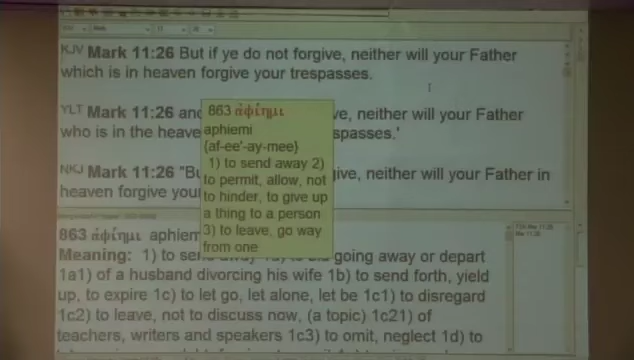 KJV Mark 11:26 But if ye do not forgive, neither will your Father
which is in heaven forgive your trespasses.
YLT Mark 11:26 and ve, neither will your Father
who is in the heave spasses.'
NKJ Mark 11:26 "Bu give, neither will your Father in
heaven forgive your
863 ἀφίημι
aphiemi
{af-ee'-ay-mee}
1) to send away 2)
to permit, allow, not
to hinder, to give up
a thing to a person
3) to leave, go way
from one
863 ἀφίημι aphiem
Meaning: 1) to sen going away or depart
1a1) of a husband divorcing his wife 1b) to send forth, yield
up, to expire 1c) to let go, let alone, let be 1c1) to disregard
1c2) to leave, not to discuss now, (a topic) 1c21) of
teachers, writers and speakers 1c3) to omit, neglect 1d) to